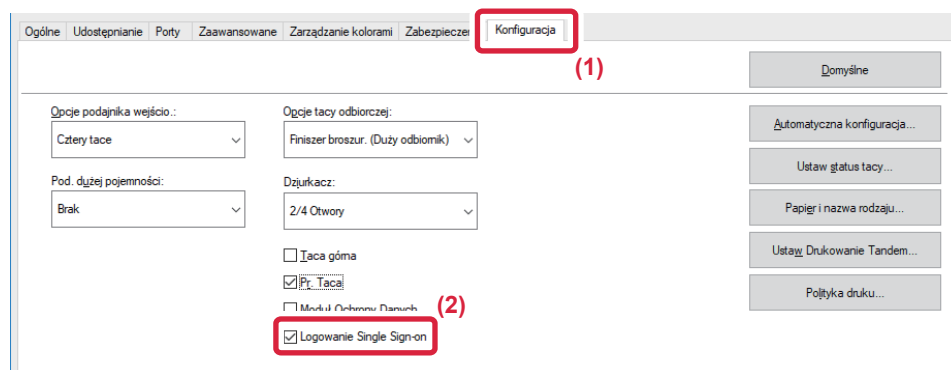 Ogólne Udostępnianie Porty Zaawansowane Zarządzanie kolorami Konfiguracja
(1)
Domyślne
Opcje podajnika wejścio.: Opcje tacy odbiorczej:
Cztery tace Finiszer broszur. (Duży odbiornik)
Automatyczna konfiguracja...
Ustaw status tacy...
Pod. dużej pojemności: Dziurkacz:
Brak 2/4 Otwory
Papier i nazwa rodzaju...
Ustaw Drukowanie Tandem...
Taca górna
Pr. Taca
Polityka druku...
Moduł Ochrony Danych
(2)
Logowanie Single Sign-on